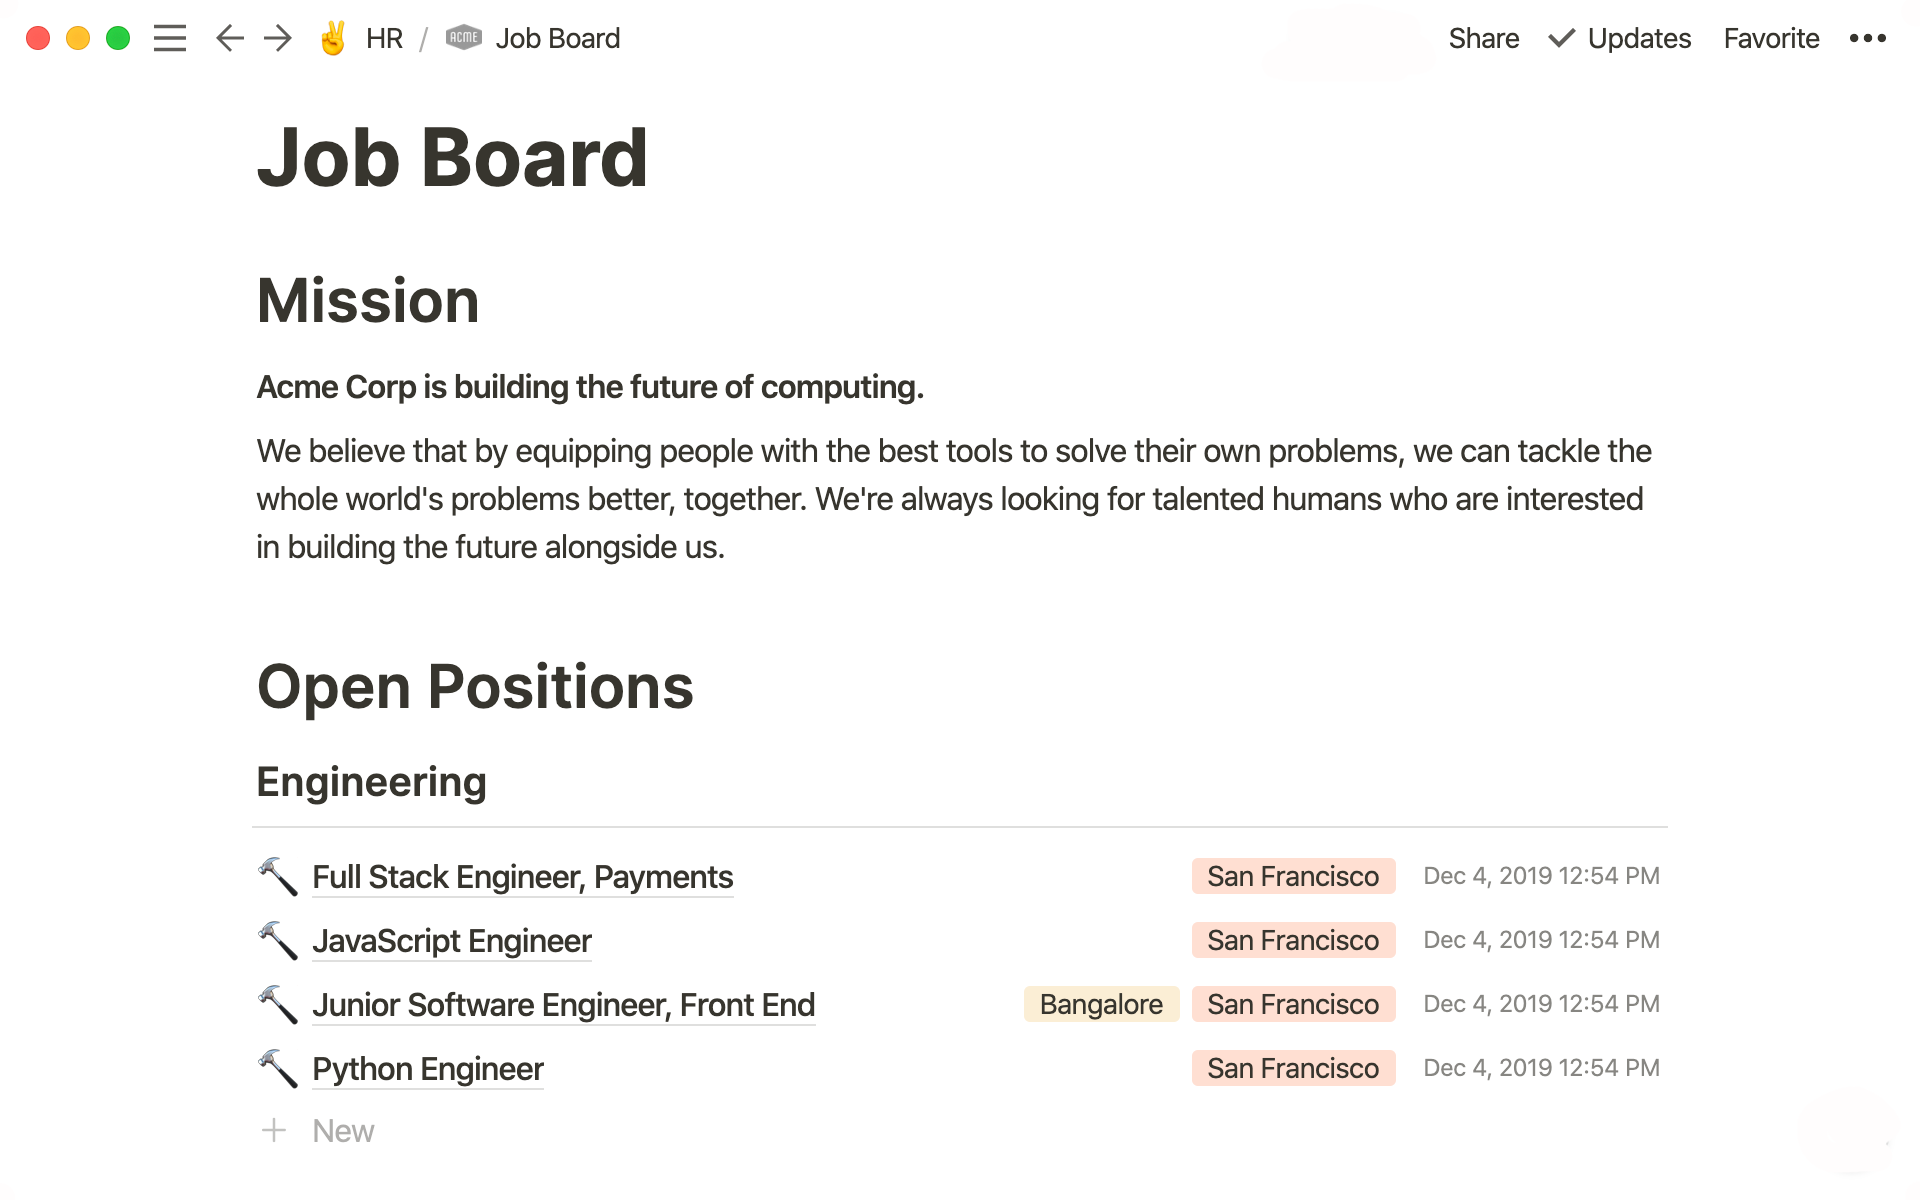 HR / ACME Job Board
Share Updates Favorite
Job Board
Mission
Acme Corp is building the future of computing.
We believe that by equipping people with the best tools to solve their own problems, we can tackle the
whole world's problems better, together. We're always looking for talented humans who are interested
in building the future alongside us.
Open Positions
Engineering
Full Stack Engineer, Payments San Francisco Dec 4, 2019 12:54 PM
JavaScript Engineer San Francisco Dec 4, 2019 12:54 PM
Junior Software Engineer, Front End Bangalore San Francisco Dec 4, 2019 12:54 PM
Python Engineer San Francisco Dec 4, 2019 12:54 PM
New